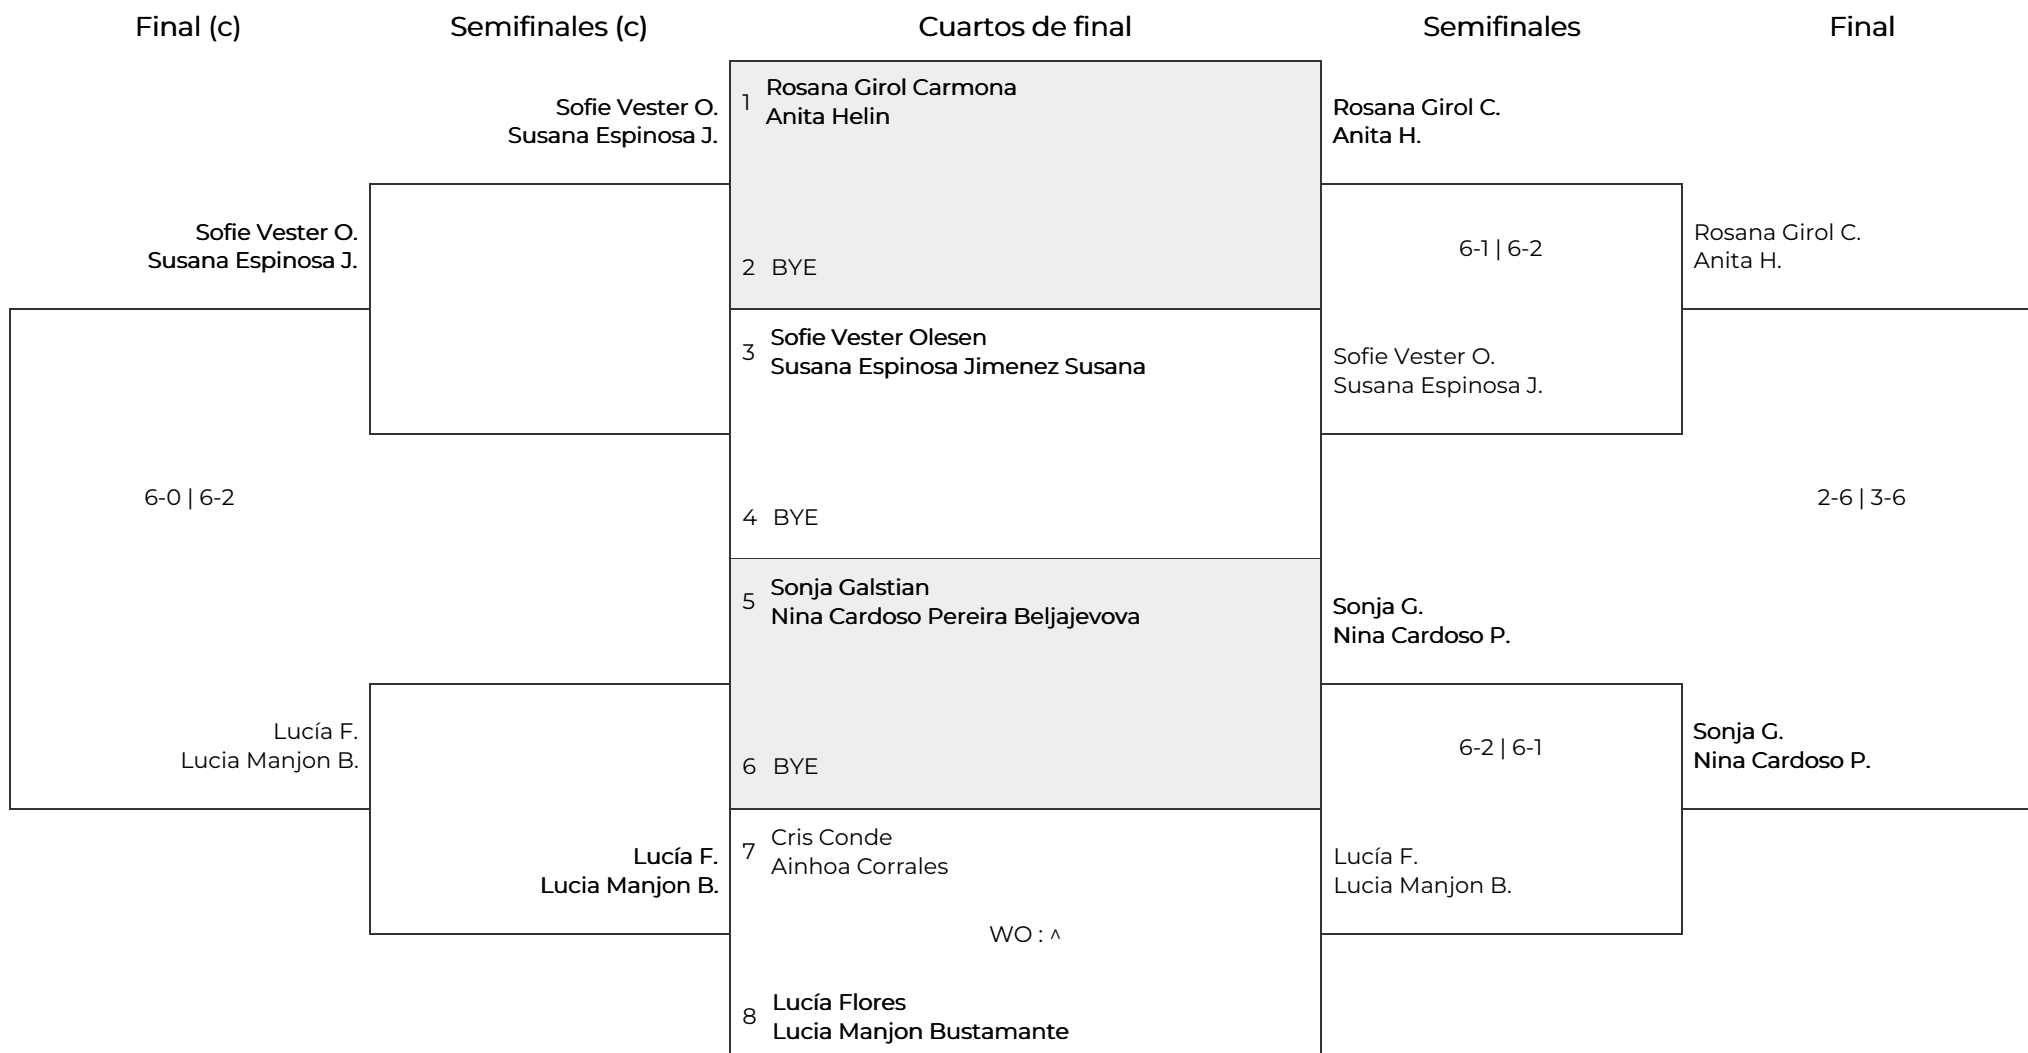 Final (c)
Semifinales (c)
Cuartos de final
Semifinales
Final
Sofie Vester O.
Susana Espinosa J.
Sofie Vester O.
Susana Espinosa J.
6-0 | 6-2
Lucía F.
Lucia Manjon B.
Lucía F.
Lucia Manjon B.
1 Rosana Girol Carmona
Anita Helin
2 BYE
3 Sofie Vester Olesen
Susana Espinosa Jimenez Susana
4 BYE
5 Sonja Galstian
Nina Cardoso Pereira Beljajevova
6 BYE
7 Cris Conde
Ainhoa Corrales
WO : ^
8 Lucía Flores
Lucia Manjon Bustamante
Rosana Girol C.
Anita H.
6-1 | 6-2
Sofie Vester O.
Susana Espinosa J.
Sonja G.
Nina Cardoso P.
6-2 | 6-1
Lucía F.
Lucia Manjon B.
Rosana Girol C.
Anita H.
2-6 | 3-6
Sonja G.
Nina Cardoso P.